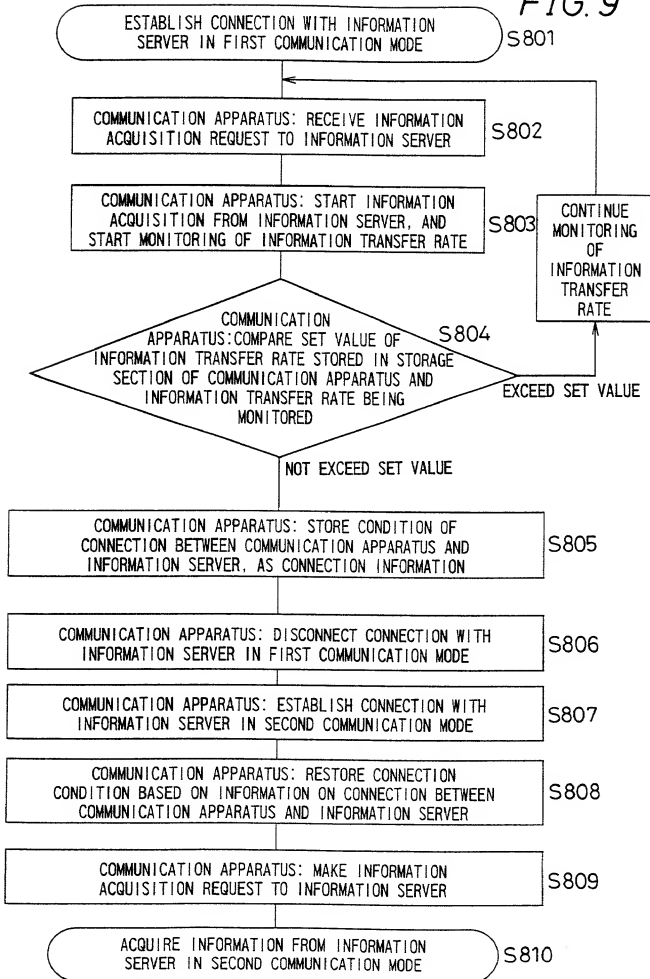 FIG. 9
ESTABLISH CONNECTION WITH INFORMATION
SERVER IN FIRST COMMUNICATION MODE
S801
COMMUNICATION APPARATUS: RECEIVE INFORMATION
ACQUISITION REQUEST TO INFORMATION SERVER
S802
COMMUNICATION APPARATUS: START INFORMATION
ACQUISITION FROM INFORMATION SERVER, AND
START MONITORING OF INFORMATION TRANSFER RATE
S803
CONTINUE
MONITORING
OF
INFORMATION
TRANSFER
RATE
COMMUNICATION
APPARATUS:COMPARE SET VALUE OF
INFORMATION TRANSFER RATE STORED IN STORAGE
SECTION OF COMMUNICATION APPARATUS AND
INFORMATION TRANSFER RATE BEING
MONITORED
S804
EXCEED SET VALUE
NOT EXCEED SET VALUE
COMMUNICATION APPARATUS: STORE CONDITION OF
CONNECTION BETWEEN COMMUNICATION APPARATUS AND
INFORMATION SERVER, AS CONNECTION INFORMATION
S805
COMMUNICATION APPARATUS: DISCONNECT CONNECTION WITH
INFORMATION SERVER IN FIRST COMMUNICATION MODE
S806
COMMUNICATION APPARATUS: ESTABLISH CONNECTION WITH
INFORMATION SERVER IN SECOND COMMUNICATION MODE
S807
COMMUNICATION APPARATUS: RESTORE CONNECTION
CONDITION BASED ON INFORMATION ON CONNECTION BETWEEN
COMMUNICATION APPARATUS AND INFORMATION SERVER
S808
COMMUNICATION APPARATUS: MAKE INFORMATION
ACQUISITION REQUEST TO INFORMATION SERVER
S809
ACQUIRE INFORMATION FROM INFORMATION
SERVER IN SECOND COMMUNICATION MODE
S810